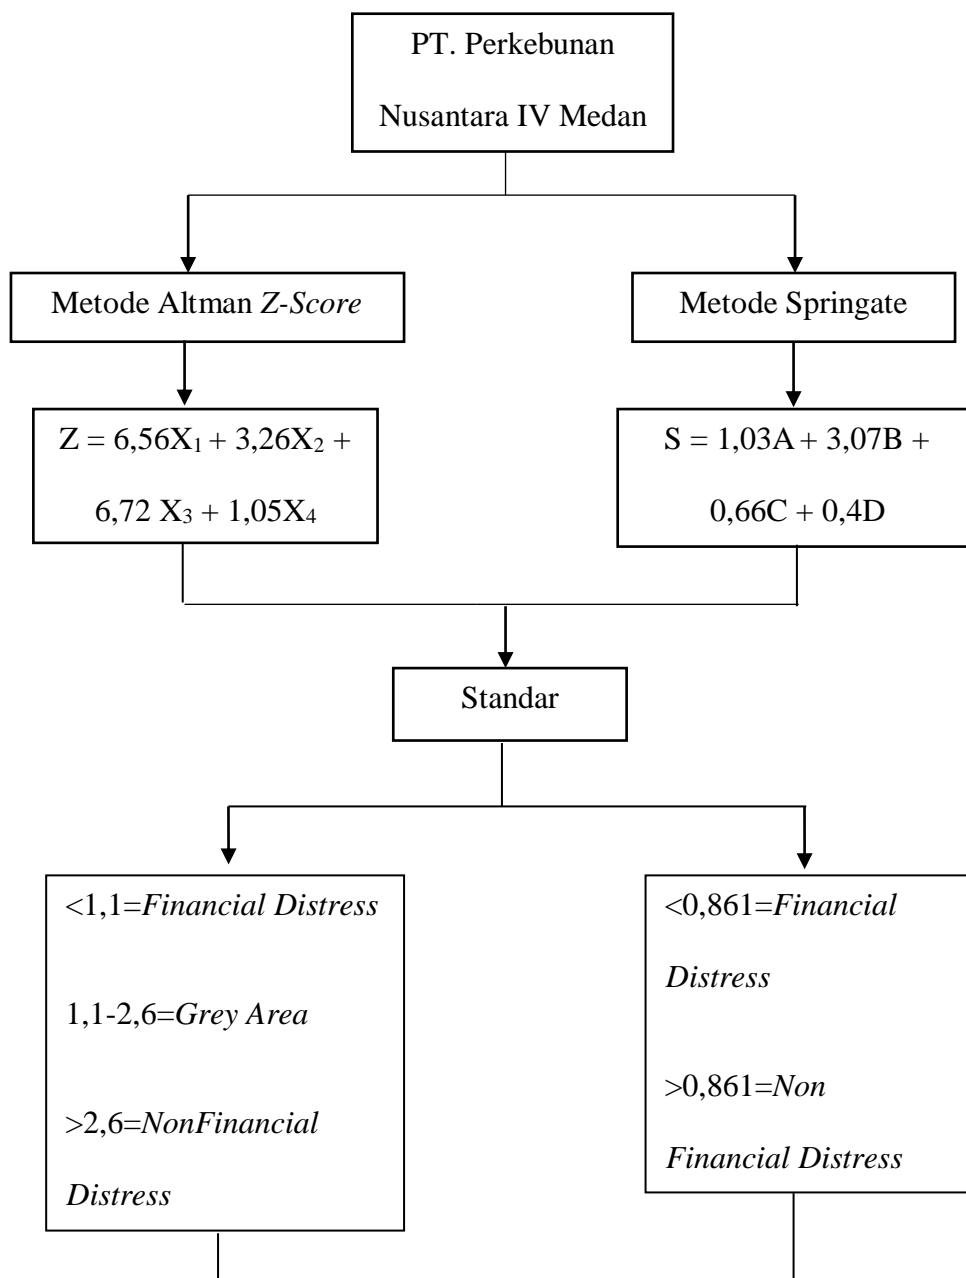 PT. Perkebunan
Nusantara IV Medan
Metode Altman Z-Score
Metode Springate
Z = 6,56X₁ + 3,26X₂ +
6,72 X₃ + 1,05X₄
S = 1,03A + 3,07B +
0,66C + 0,4D
Standar
<1,1=Financial Distress
1,1-2,6=Grey Area
>2,6=NonFinancial
Distress
<0,861=Financial
Distress
>0,861=Non
Financial Distress